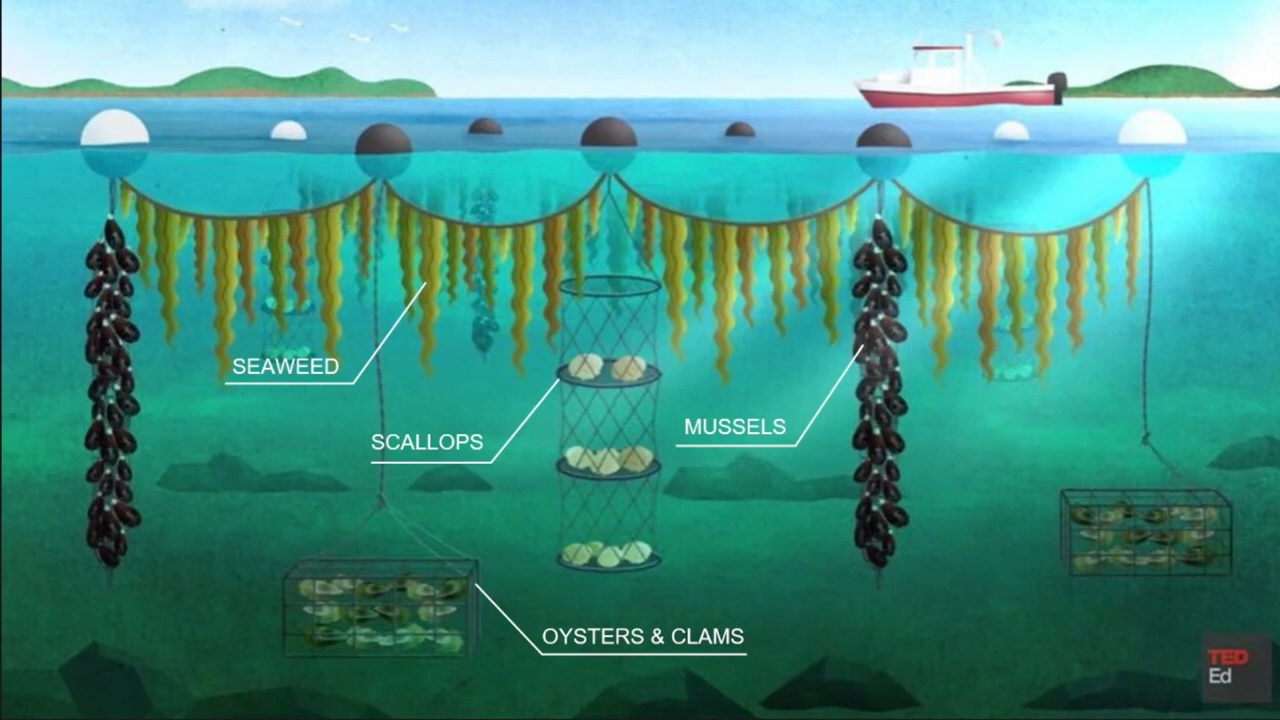 SEAWEED
SCALLOPS
MUSSELS
OYSTERS & CLAMS
TED
Ed